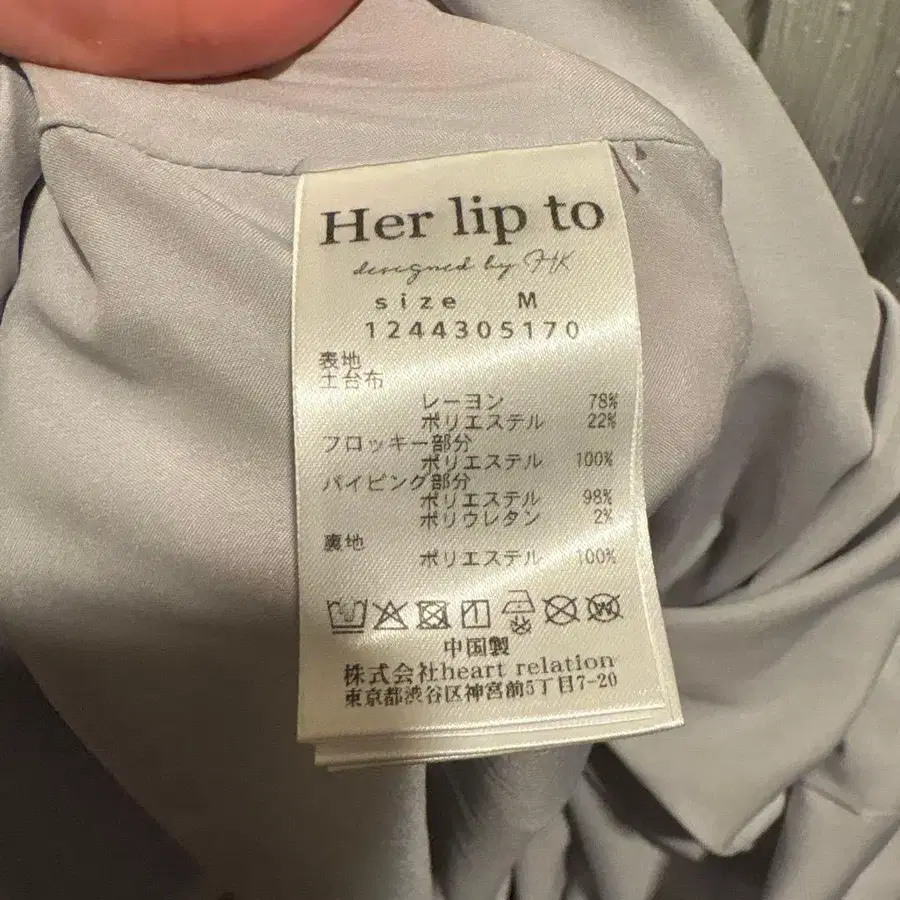 Her lip to
designed by HK
size M
1244305170
表地
土台布
レーヨン 78%
ポリエステル 22%
フロッキー部分
ポリエステル 100%
パイピング部分
ポリエステル 98%
ポリウレタン 2%
裏地
ポリエステル 100%
中国製
株式会社heart relation
東京都渋谷区神宮前5丁目7-20